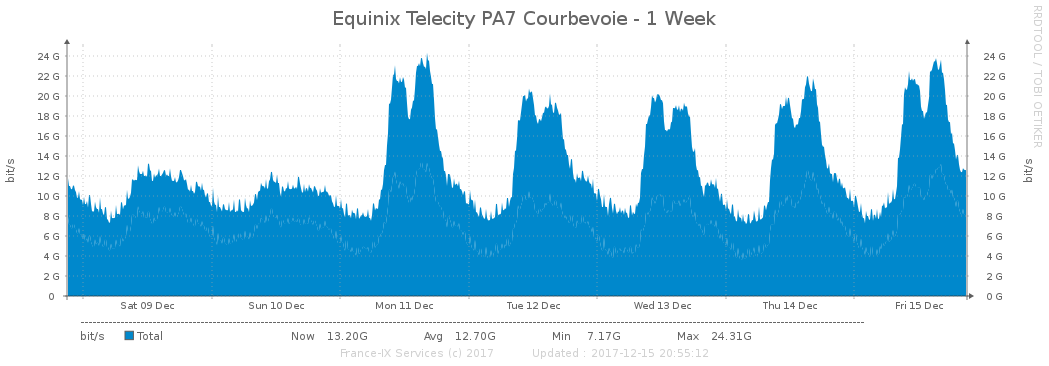 Equinix Telecity PA7 Courbevoie - 1 Week
RRDTOOL / TOBI OETIKER
bit/s
24 G
22 G
20 G
18 G
16 G
14 G
12 G
10 G
8 G
6 G
4 G
2 G
0
24 G
22 G
20 G
18 G
16 G
14 G
12 G
10 G
8 G
6 G
4 G
2 G
0 G
bit/s
Sat 09 Dec Sun 10 Dec Mon 11 Dec Tue 12 Dec Wed 13 Dec Thu 14 Dec Fri 15 Dec
bit/s Total Now 13.20G Avg 12.70G Min 7.17G Max 24.31G
France-IX Services (c) 2017 Updated : 2017-12-15 20:55:12